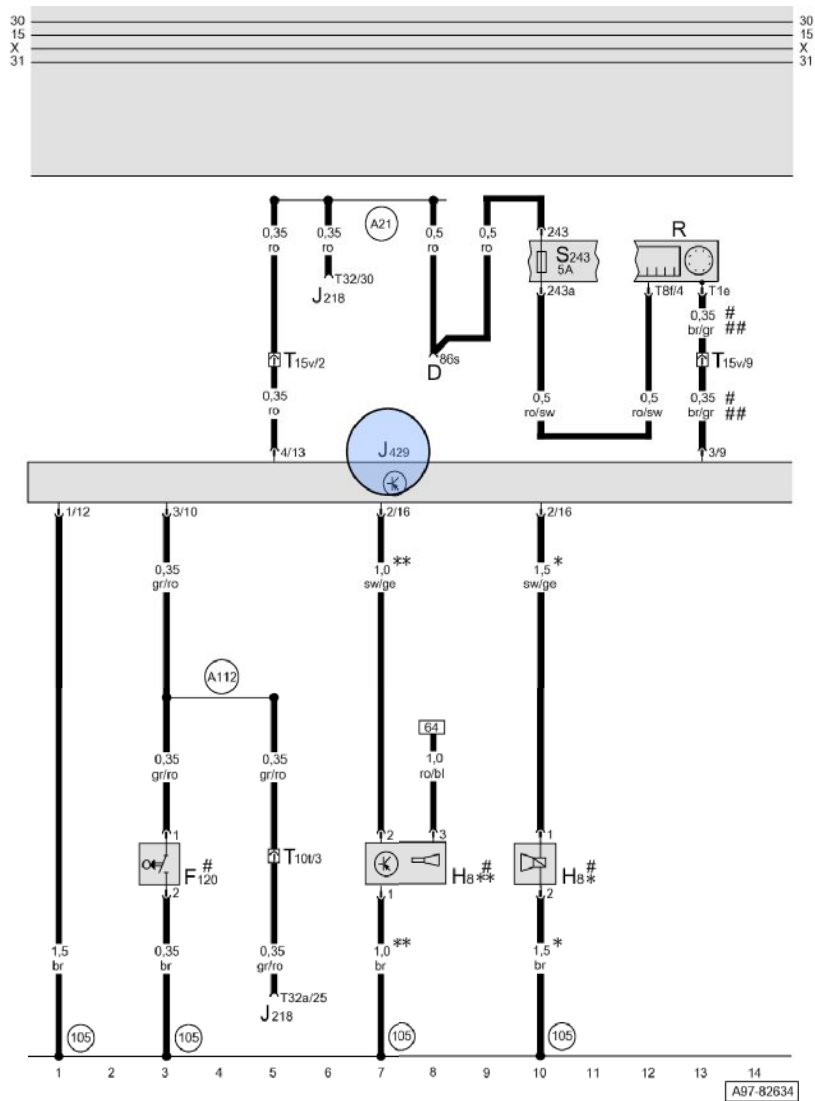 30 30
15 15
X X
31 31
A21
0,35 0,35 0,5 0,5
ro ro ro ro
243
S243
5A
R
T32/30
J218
243a
T8f/4
T1e
0,35 #
br/gr ##
86s
D
T15v/2
T15v/9
0,35
ro
0,5 0,5
ro/sw ro/sw
0,35 #
br/gr ##
4/13
J429
3/9
1/12 3/10 2/16 2/16
0,35
gr/ro
1,0 **
sw/ge
1,5 *
sw/ge
A112
64
0,35 0,35
gr/ro gr/ro
1,0
ro/bl
1 2 3 1
F120 #
T10t/3
H8** #
H8* #
2 1 2
1,5 0,35 0,35 1,0 ** 1,5 *
br br gr/ro br br
T32a/25
J218
105 105 105 105
1 2 3 4 5 6 7 8 9 10 11 12 13 14
A97-82634